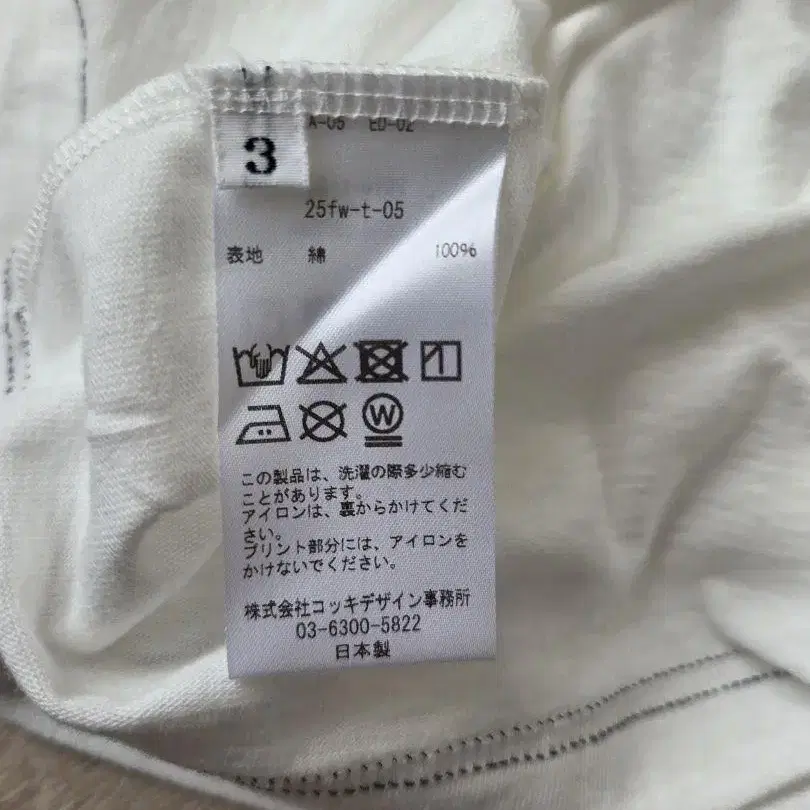 A-05 ED-02
3
25fw-t-05
表地 綿 100%
W
この製品は、洗濯の際多少縮む
ことがあります。
アイロンは、裏からかけてくだ
さい。
プリント部分には、アイロンを
かけないでください。
株式会社コッキデザイン事務所
03-6300-5822
日本製